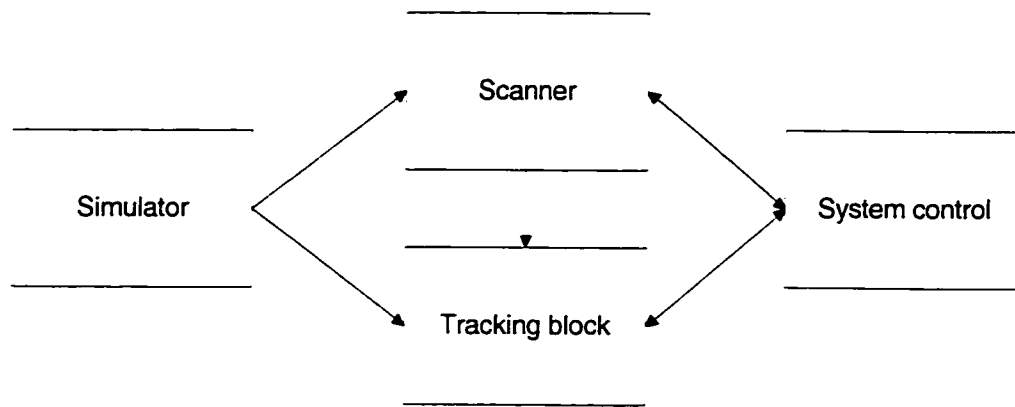 Scanner
Simulator
System control
Tracking block